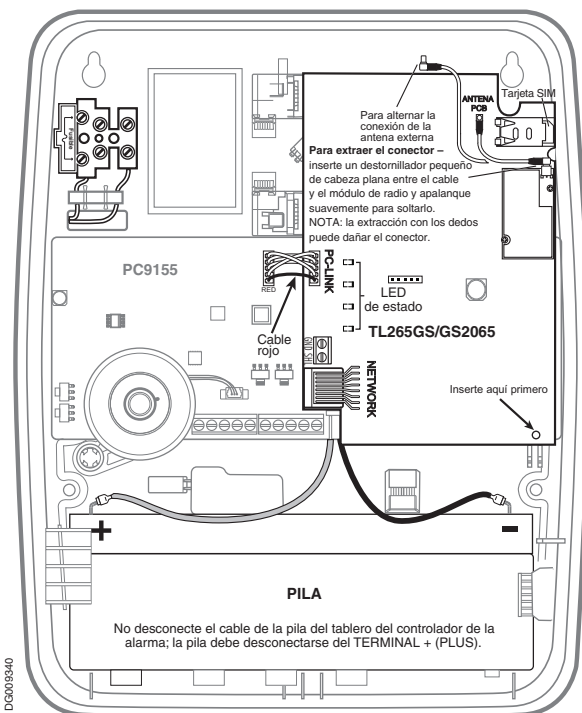 Tarjeta SIM
ANTENA
PCB
Para alternar la
conexión de la
antena externa
Para extraer el conector –
inserte un destornillador pequeño
de cabeza plana entre el cable
y el módulo de radio y apalanque
suavemente para soltarlo.
NOTA: la extracción con los dedos
puede dañar el conector.
Fusible
PC9155
RED
PC-LINK
Cable
rojo
LED
de estado
TL265GS/GS2065
GND SHI
NETWORK
Inserte aquí primero
+
–
PILA
No desconecte el cable de la pila del tablero del controlador de la
alarma; la pila debe desconectarse del TERMINAL + (PLUS).
DG009340